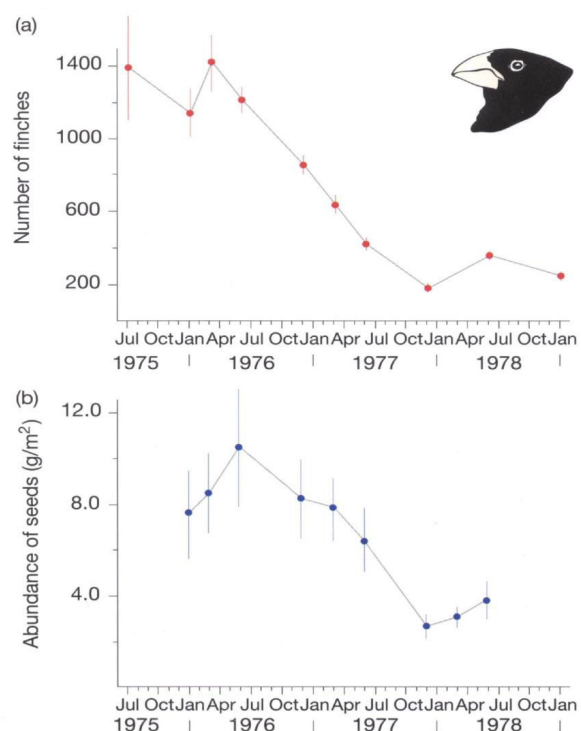 (a)
1400
1000
600
200
Number of finches
Jul Oct Jan Apr Jul Oct Jan Apr Jul Oct Jan Apr Jul Oct Jan
1975 | 1976 | 1977 | 1978 |
(b)
12.0
8.0
4.0
Abundance of seeds (g/m²)
Jul Oct Jan Apr Jul Oct Jan Apr Jul Oct Jan Apr Jul Oct Jan
1975 | 1976 | 1977 | 1978 |